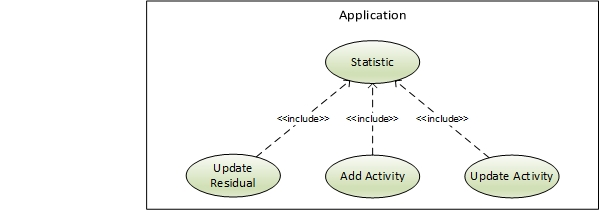 Application
Statistic
<<include>> <<include>> <<include>>
Update
Residual
Add Activity
Update Activity